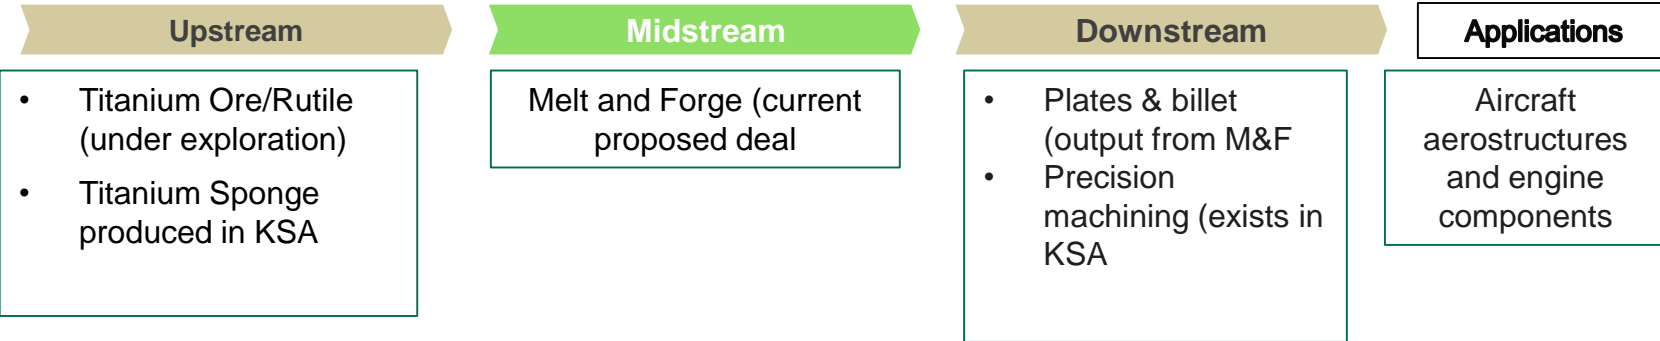 Upstream
Midstream
Downstream
Applications
• Titanium Ore/Rutile
(under exploration)
• Titanium Sponge
produced in KSA
Melt and Forge (current
proposed deal
• Plates & billet
(output from M&F
• Precision
machining (exists in
KSA
Aircraft
aerostructures
and engine
components